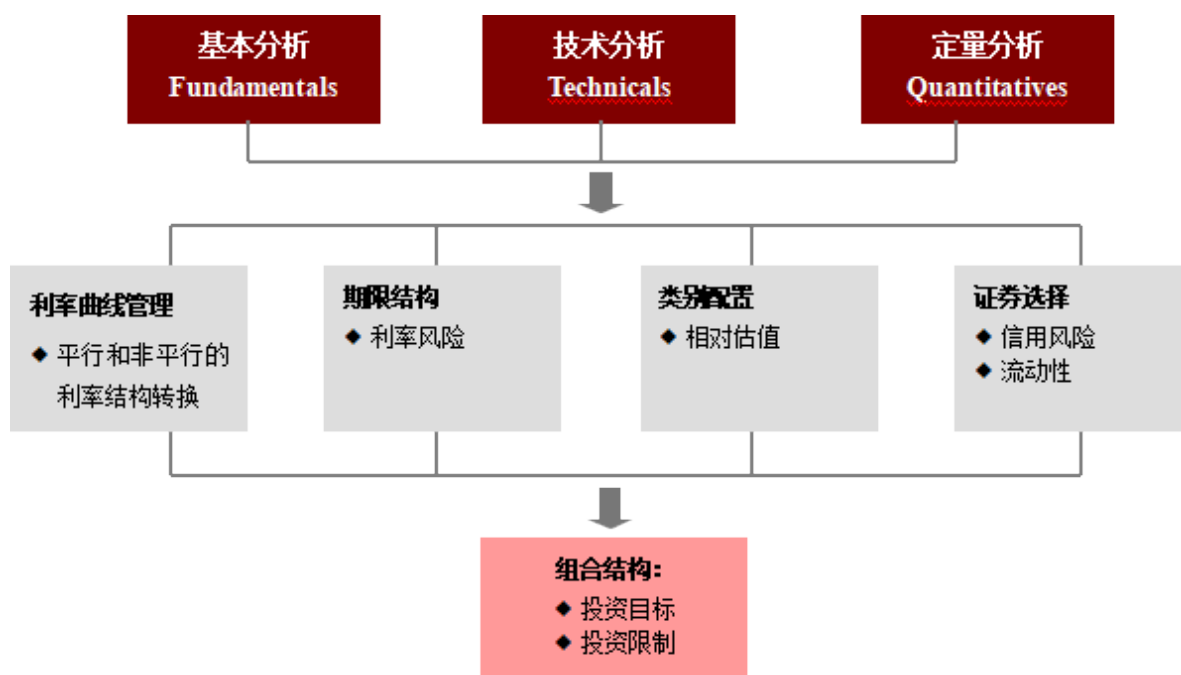 基本分析
Fundamentals
技术分析
Technicals
定量分析
Quantitatives
利率曲线管理
◆ 平行和非平行的
利率结构转换
期限结构
◆ 利率风险
类别配置
◆ 相对估值
证券选择
◆ 信用风险
◆ 流动性
组合结构：
◆ 投资目标
◆ 投资限制